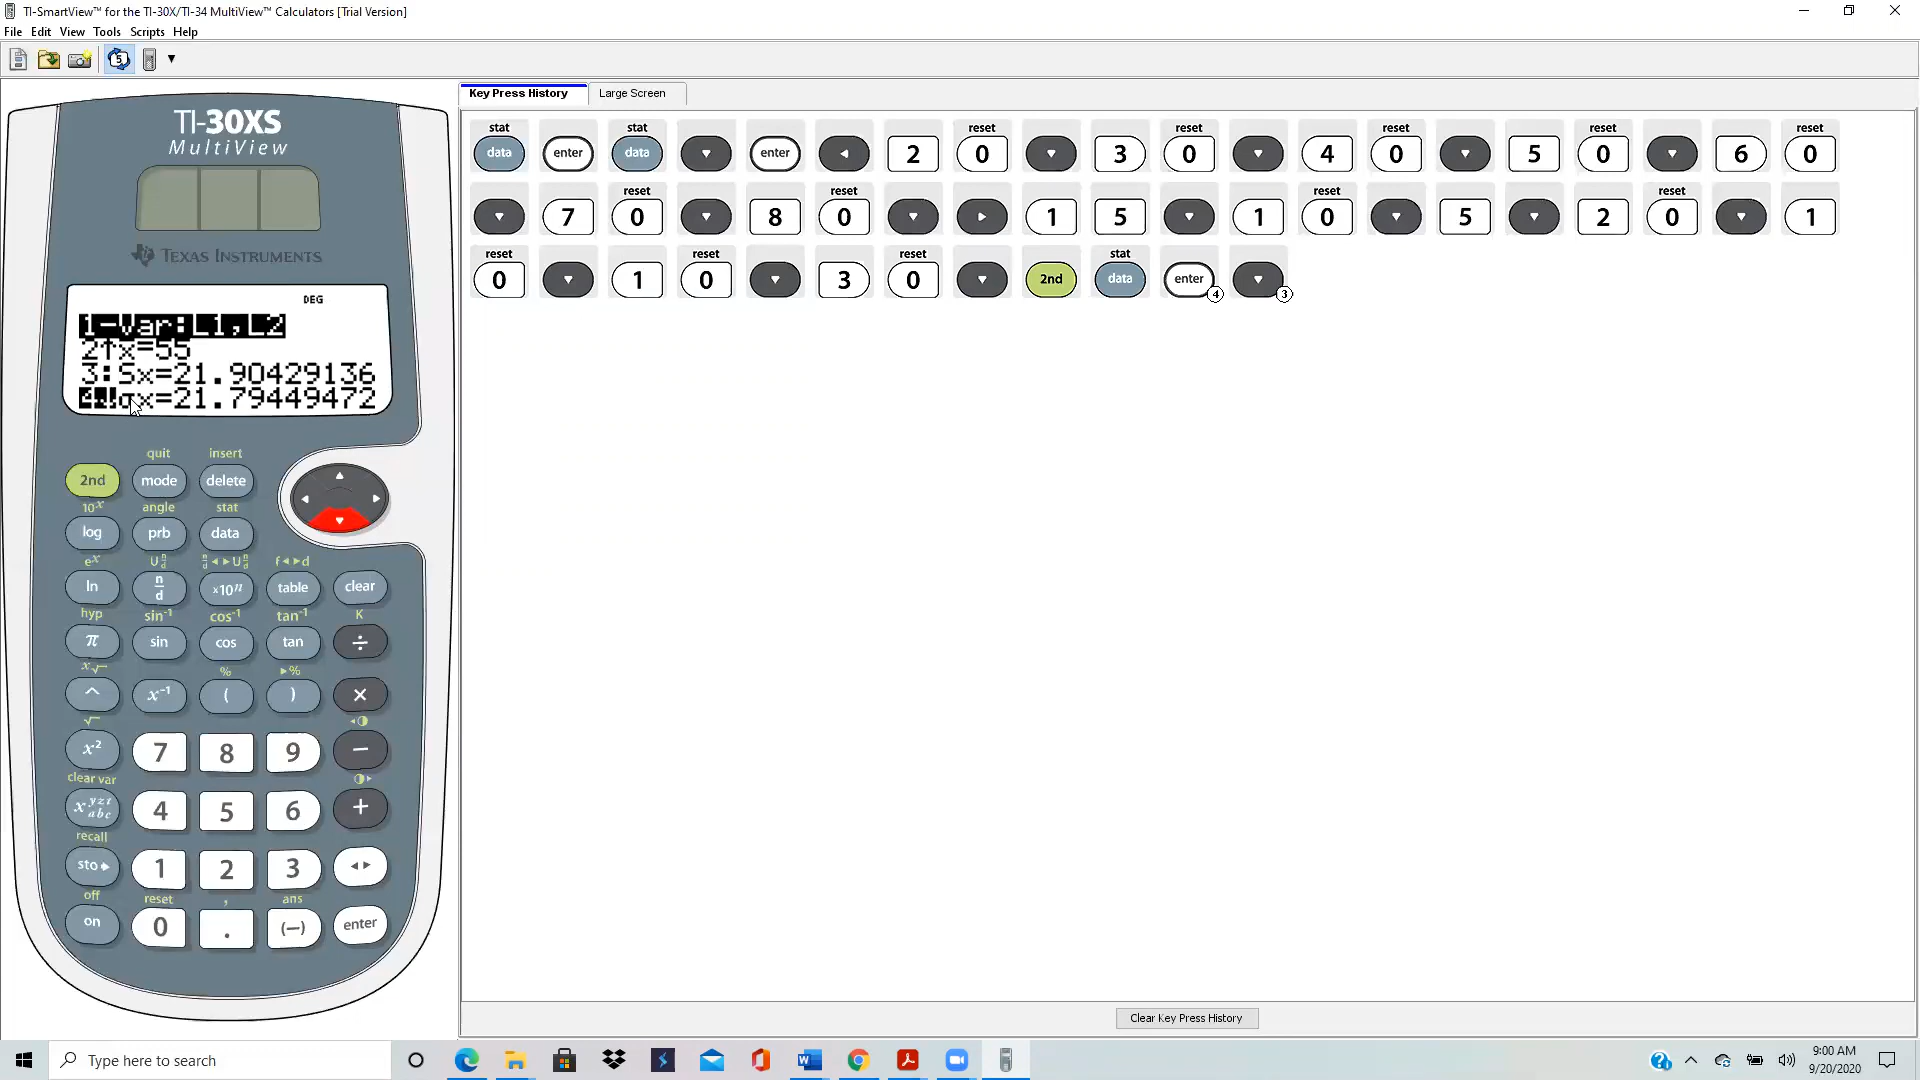 TI-SmartView™ for the TI-30X/TI-34 MultiView™ Calculators [Trial Version]
File Edit View Tools Scripts Help
Key Press History Large Screen
stat stat reset reset reset reset reset
data enter data enter 2 0 3 0 4 0 5 0 6 0
reset reset reset reset
7 0 8 0 1 5 1 0 5 2 0 1
reset reset reset stat
0 1 0 3 0 2nd data enter 4 3
TI-30XS
MultiView
TEXAS INSTRUMENTS
DEG
1-Var:L1,L2
2↑x=55
3:Sx=21.90429136
4↓σx=21.79449472
quit insert
2nd mode delete
10ˣ angle stat
log prb data
eˣ U n/d n/d ◄►U n/d f◄►d
ln n/d ×10ⁿ table clear
hyp sin⁻¹ cos⁻¹ tan⁻¹ K
π sin cos tan ÷
x√ % ►%
^ x⁻¹ ( ) ×
√
x² 7 8 9 −
clear var
x yzt abc 4 5 6 +
recall
sto► 1 2 3 ◄►
off reset , ans
on 0 . (−) enter
Clear Key Press History
Type here to search
9:00 AM
9/20/2020